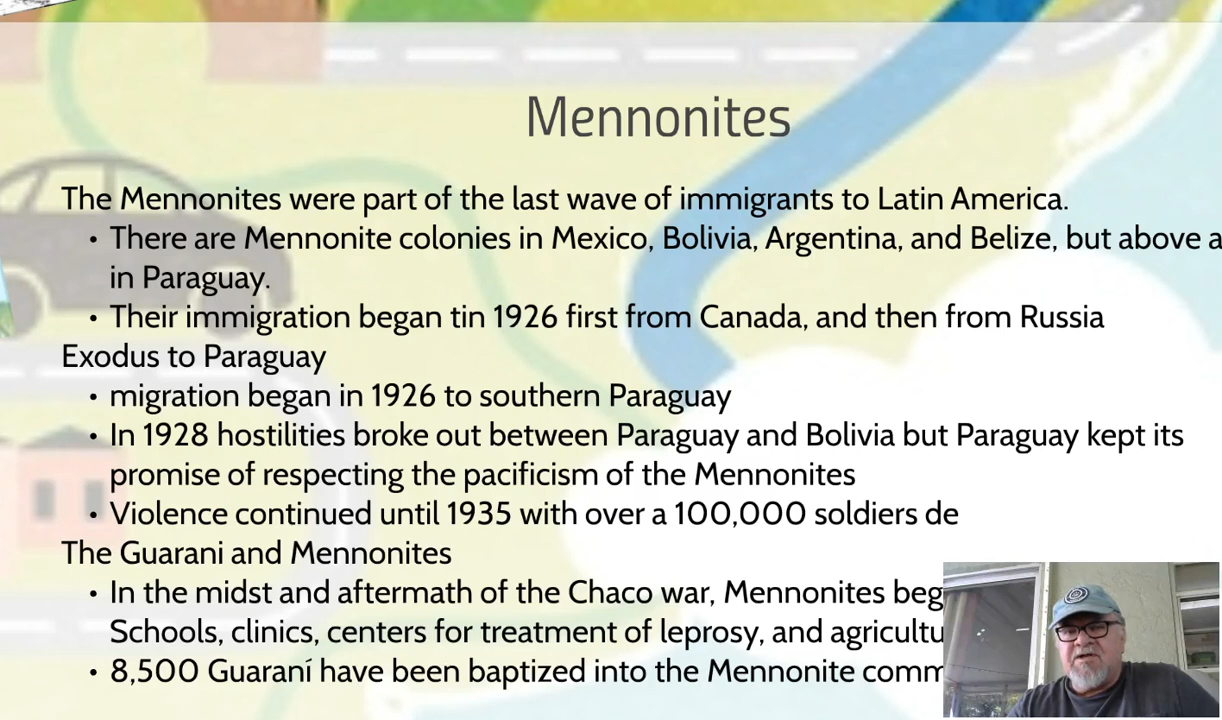 Mennonites
The Mennonites were part of the last wave of immigrants to Latin America.
• There are Mennonite colonies in Mexico, Bolivia, Argentina, and Belize, but above a
in Paraguay.
• Their immigration began tin 1926 first from Canada, and then from Russia
Exodus to Paraguay
• migration began in 1926 to southern Paraguay
• In 1928 hostilities broke out between Paraguay and Bolivia but Paraguay kept its
promise of respecting the pacificism of the Mennonites
• Violence continued until 1935 with over a 100,000 soldiers de
The Guarani and Mennonites
• In the midst and aftermath of the Chaco war, Mennonites beg
Schools, clinics, centers for treatment of leprosy, and agricultu
• 8,500 Guaraní have been baptized into the Mennonite comm